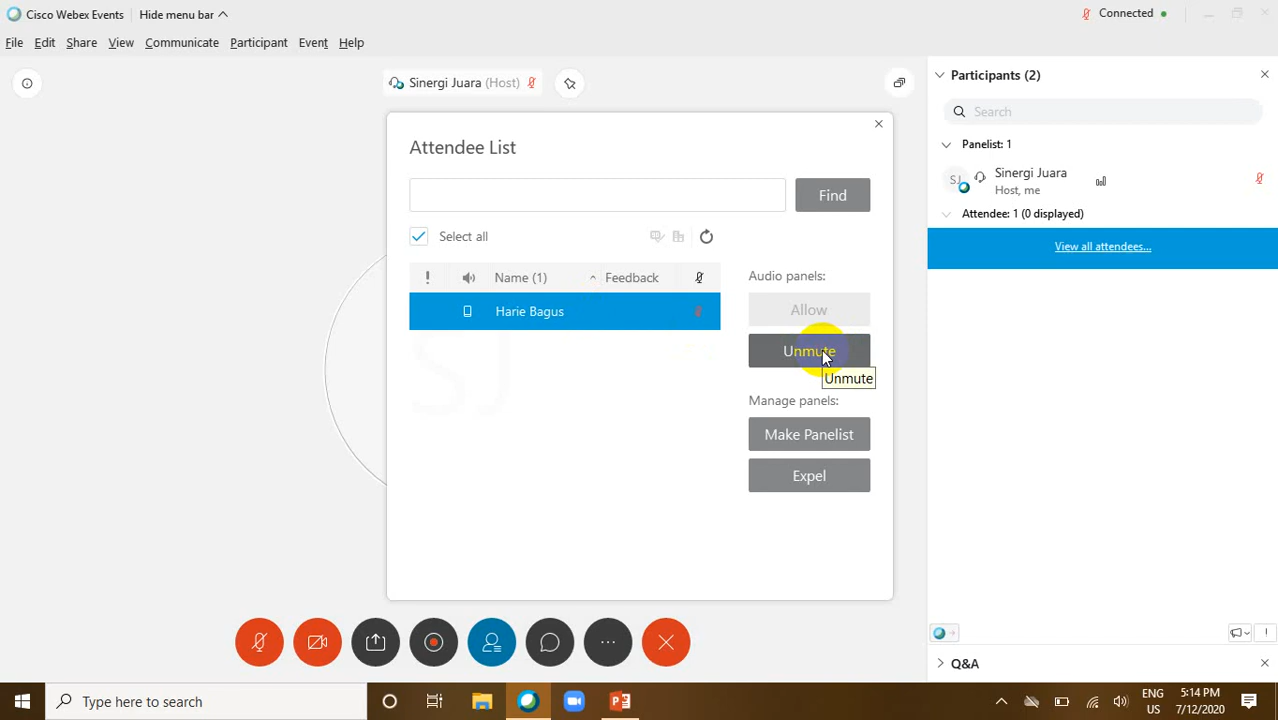 Cisco Webex Events Hide menu bar Connected
File Edit Share View Communicate Participant Event Help
Sinergi Juara (Host)
Participants (2)
Search
Panelist: 1
SJ Sinergi Juara
Host, me
Attendee: 1 (0 displayed)
View all attendees...
Attendee List
Find
Select all
! Name (1) Feedback
Harie Bagus
Audio panels:
Allow
Unmute
Unmute
Manage panels:
Make Panelist
Expel
SJ
Q&A
Type here to search
ENG
US
5:14 PM
7/12/2020